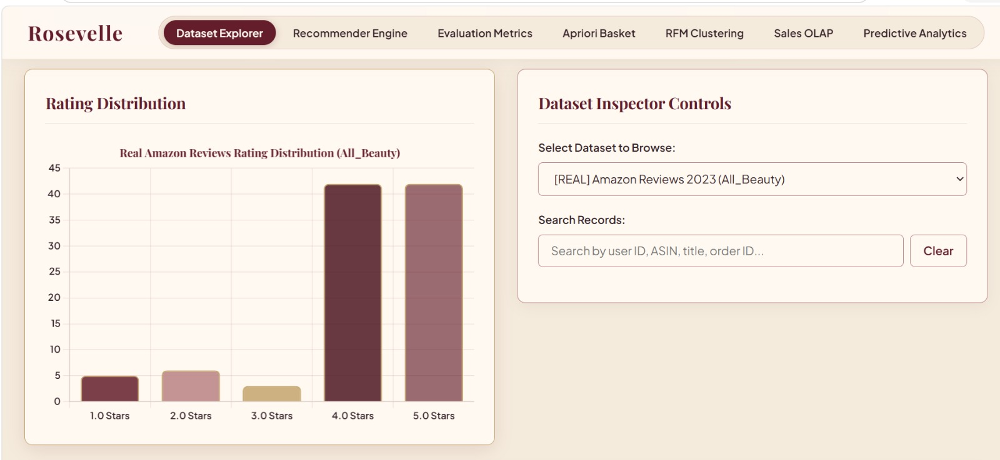 Rosevelle
Dataset Explorer
Recommender Engine
Evaluation Metrics
Apriori Basket
RFM Clustering
Sales OLAP
Predictive Analytics
Rating Distribution
Real Amazon Reviews Rating Distribution (All_Beauty)
45
40
35
30
25
20
15
10
5
0
1.0 Stars
2.0 Stars
3.0 Stars
4.0 Stars
5.0 Stars
Dataset Inspector Controls
Select Dataset to Browse:
[REAL] Amazon Reviews 2023 (All_Beauty)
Search Records:
Search by user ID, ASIN, title, order ID...
Clear